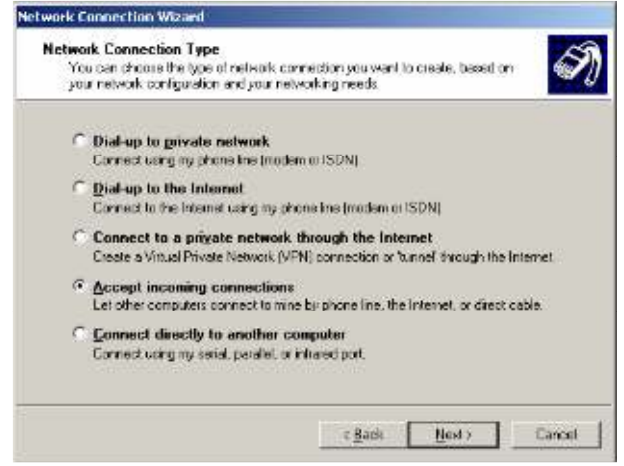 Network Connection Wizard
Network Connection Type
You can choose the type of network connection you want to create, based on
your network configuration and your networking needs.
Dial-up to private network
Connect using my phone line (modem or ISDN).
Dial-up to the Internet
Connect to the Internet using my phone line (modem or ISDN).
Connect to a private network through the Internet
Create a Virtual Private Network (VPN) connection or 'tunnel' through the Internet.
Accept incoming connections
Let other computers connect to mine by phone line, the Internet, or direct cable.
Connect directly to another computer
Connect using my serial, parallel, or infrared port.
< Back Next > Cancel